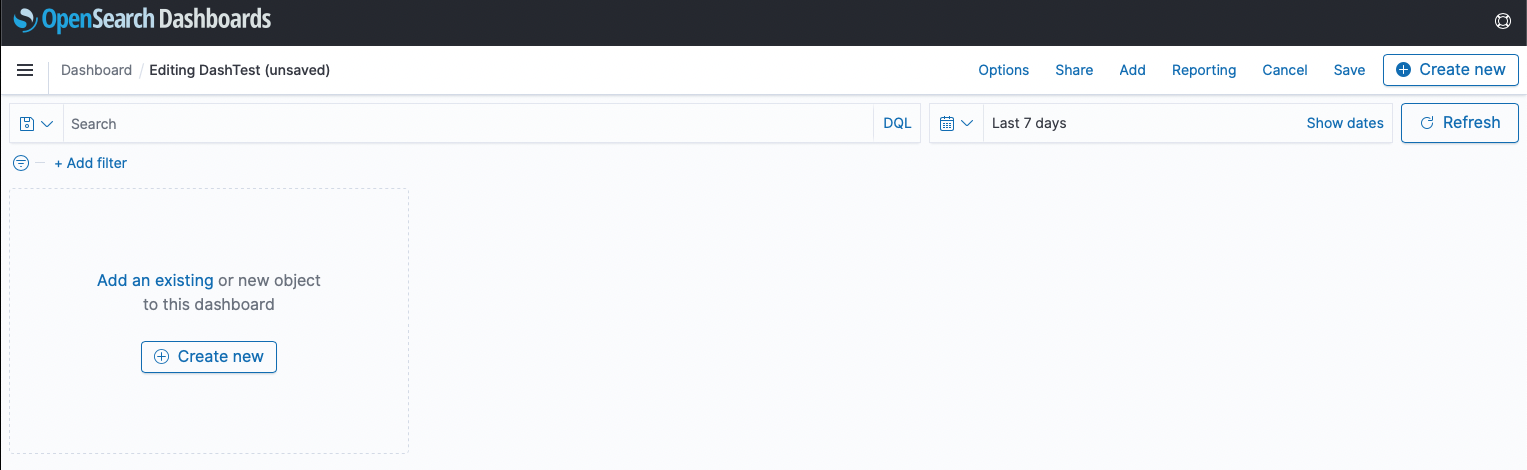 OpenSearch Dashboards
Dashboard / Editing DashTest (unsaved) Options Share Add Reporting Cancel Save Create new
Search DQL Last 7 days Show dates Refresh
+ Add filter
Add an existing or new object
to this dashboard
Create new